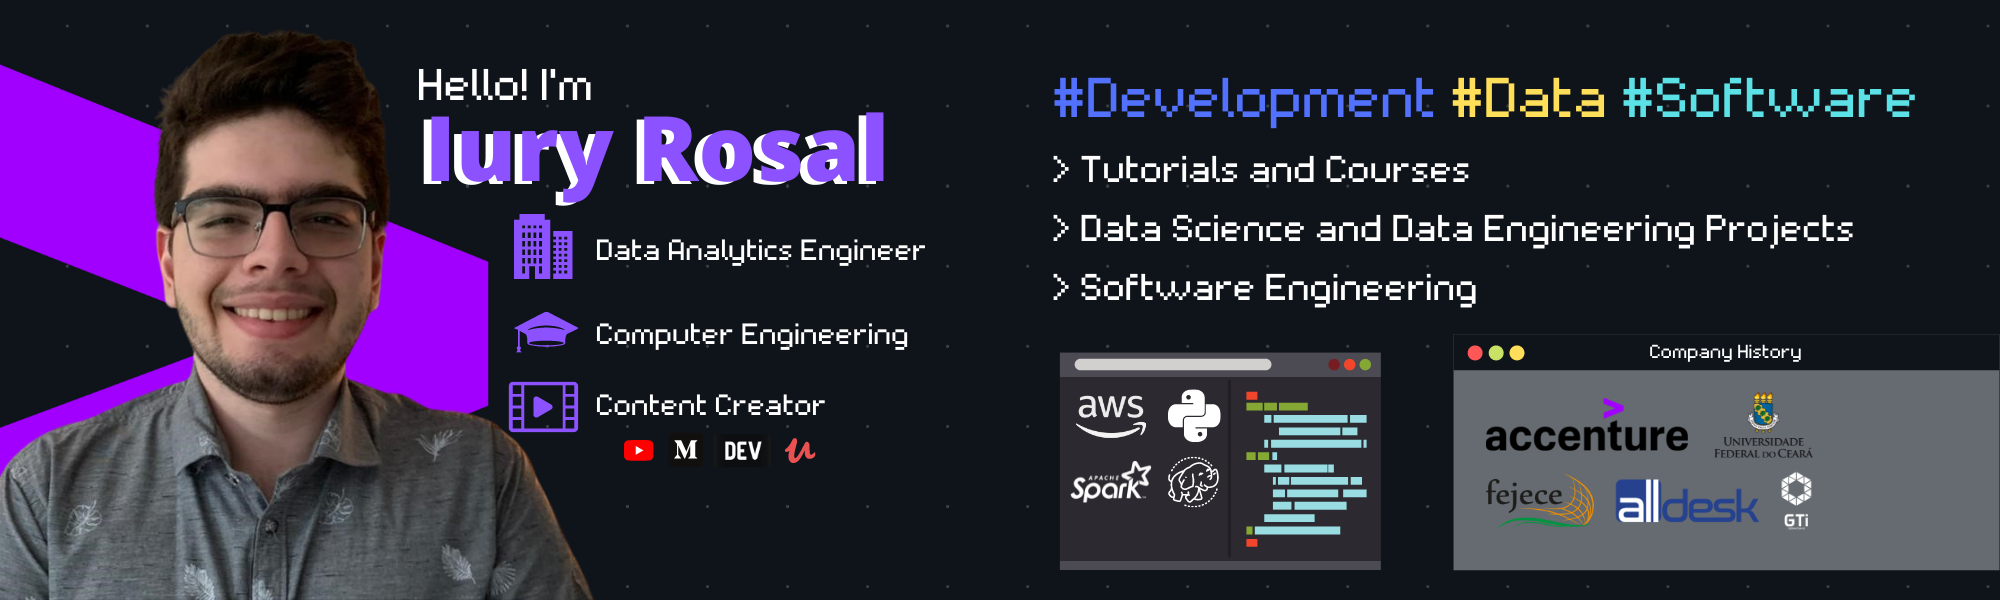 Hello! I'm
Iury Rosal
Data Analytics Engineer
Computer Engineering
Content Creator
M DEV u
#Development #Data #Software
> Tutorials and Courses
> Data Science and Data Engineering Projects
> Software Engineering
aws
APACHE
Spark
Company History
accenture
UNIVERSIDADE
FEDERAL DO CEARÁ
fejece
alldesk
GTi